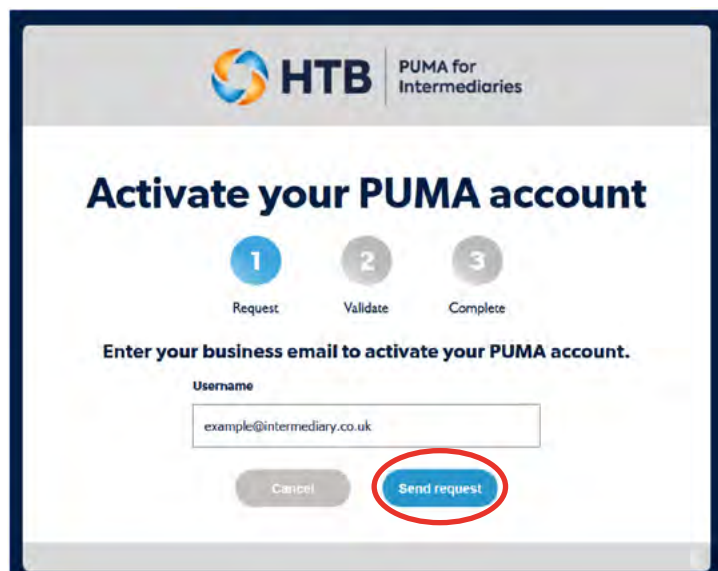 HTB
PUMA for
Intermediaries
Activate your PUMA account
1 2 3
Request Validate Complete
Enter your business email to activate your PUMA account.
Username
example@intermediary.co.uk
Cancel Send request